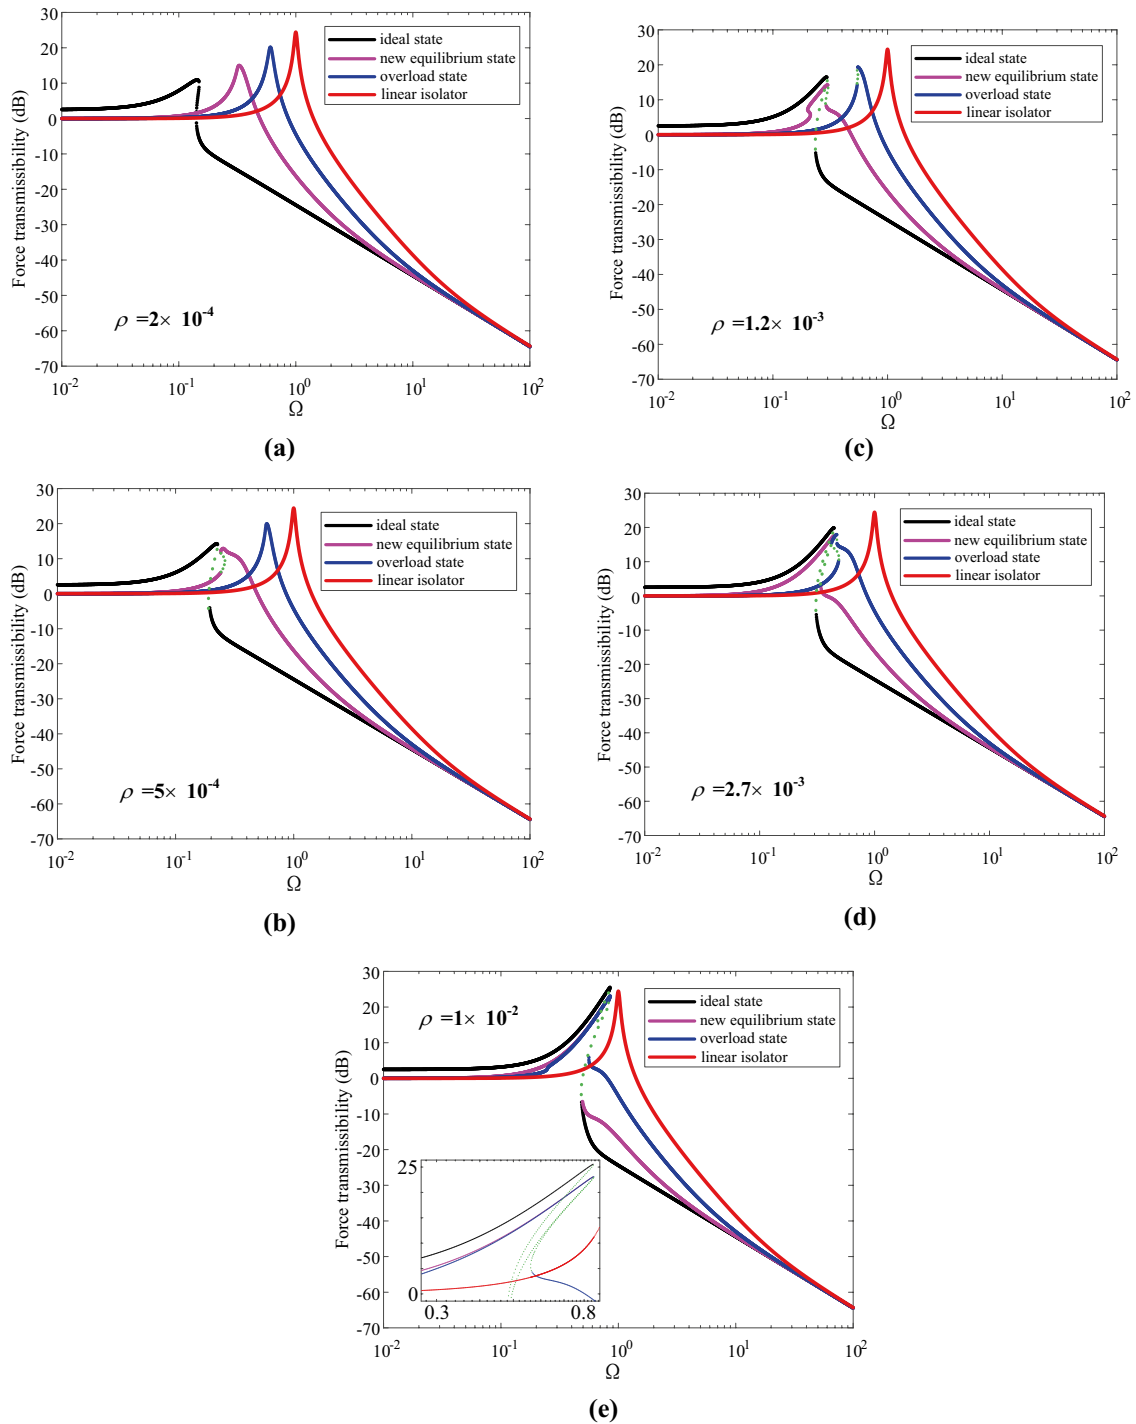 30
20
10
0
-10
-20
-30
-40
-50
-60
-70
Force transmissibility (dB)
ideal state
new equilibrium state
overload state
linear isolator
ρ =2× 10-4
10-2 10-1 100 101 102
Ω
(a)
30
20
10
0
-10
-20
-30
-40
-50
-60
-70
Force transmissibility (dB)
ideal state
new equilibrium state
overload state
linear isolator
ρ =1.2× 10-3
10-2 10-1 100 101 102
Ω
(c)
30
20
10
0
-10
-20
-30
-40
-50
-60
-70
Force transmissibility (dB)
ideal state
new equilibrium state
overload state
linear isolator
ρ =5× 10-4
10-2 10-1 100 101 102
Ω
(b)
30
20
10
0
-10
-20
-30
-40
-50
-60
-70
Force transmissibility (dB)
ideal state
new equilibrium state
overload state
linear isolator
ρ =2.7× 10-3
10-2 10-1 100 101 102
Ω
(d)
30
20
10
0
-10
-20
-30
-40
-50
-60
-70
Force transmissibility (dB)
ρ =1× 10-2
ideal state
new equilibrium state
overload state
linear isolator
25
0
0.3 0.8
10-2 10-1 100 101 102
Ω
(e)